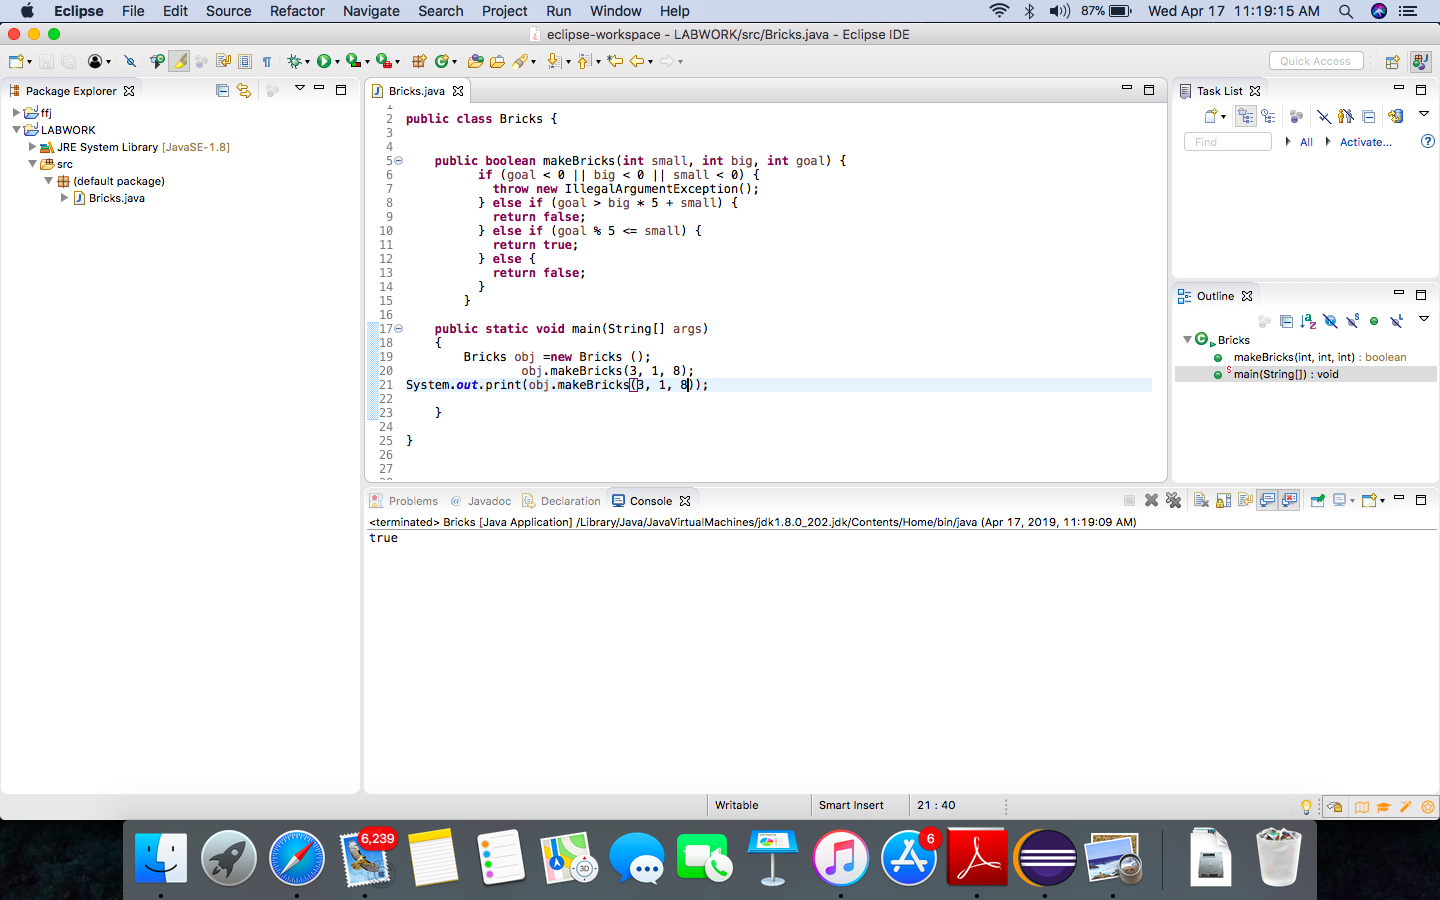 Eclipse File Edit Source Refactor Navigate Search Project Run Window Help 87% Wed Apr 17 11:19:15 AM
eclipse-workspace - LABWORK/src/Bricks.java - Eclipse IDE
Quick Access
Package Explorer
ffj
LABWORK
JRE System Library [JavaSE-1.8]
src
(default package)
Bricks.java
Bricks.java
1
2 public class Bricks {
3
4
5 public boolean makeBricks(int small, int big, int goal) {
6 if (goal < 0 || big < 0 || small < 0) {
7 throw new IllegalArgumentException();
8 } else if (goal > big * 5 + small) {
9 return false;
10 } else if (goal % 5 <= small) {
11 return true;
12 } else {
13 return false;
14 }
15 }
16
17 public static void main(String[] args)
18 {
19 Bricks obj =new Bricks ();
20 obj.makeBricks(3, 1, 8);
21 System.out.print(obj.makeBricks(3, 1, 8));
22
23 }
24
25 }
26
27
Task List
Find All Activate...
Outline
Bricks
makeBricks(int, int, int) : boolean
main(String[]) : void
Problems @ Javadoc Declaration Console
<terminated> Bricks [Java Application] /Library/Java/JavaVirtualMachines/jdk1.8.0_202.jdk/Contents/Home/bin/java (Apr 17, 2019, 11:19:09 AM)
true
Writable Smart Insert 21 : 40
6,239
3D
6